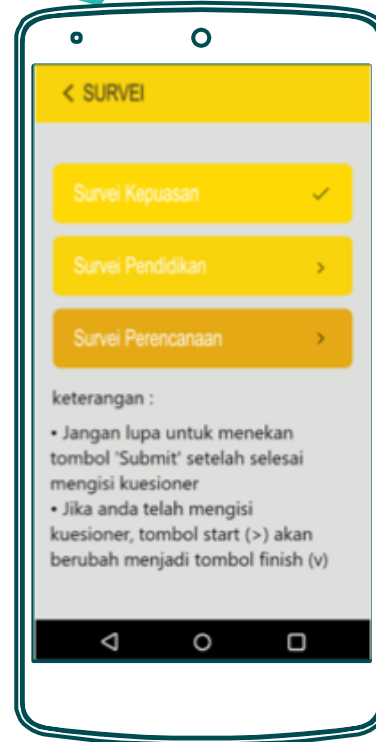 < SURVEI
Survei Kepuasan
Survei Pendidikan
Survei Perencanaan
keterangan :
• Jangan lupa untuk menekan
tombol 'Submit' setelah selesai
mengisi kuesioner
• Jika anda telah mengisi
kuesioner, tombol start (>) akan
berubah menjadi tombol finish (v)